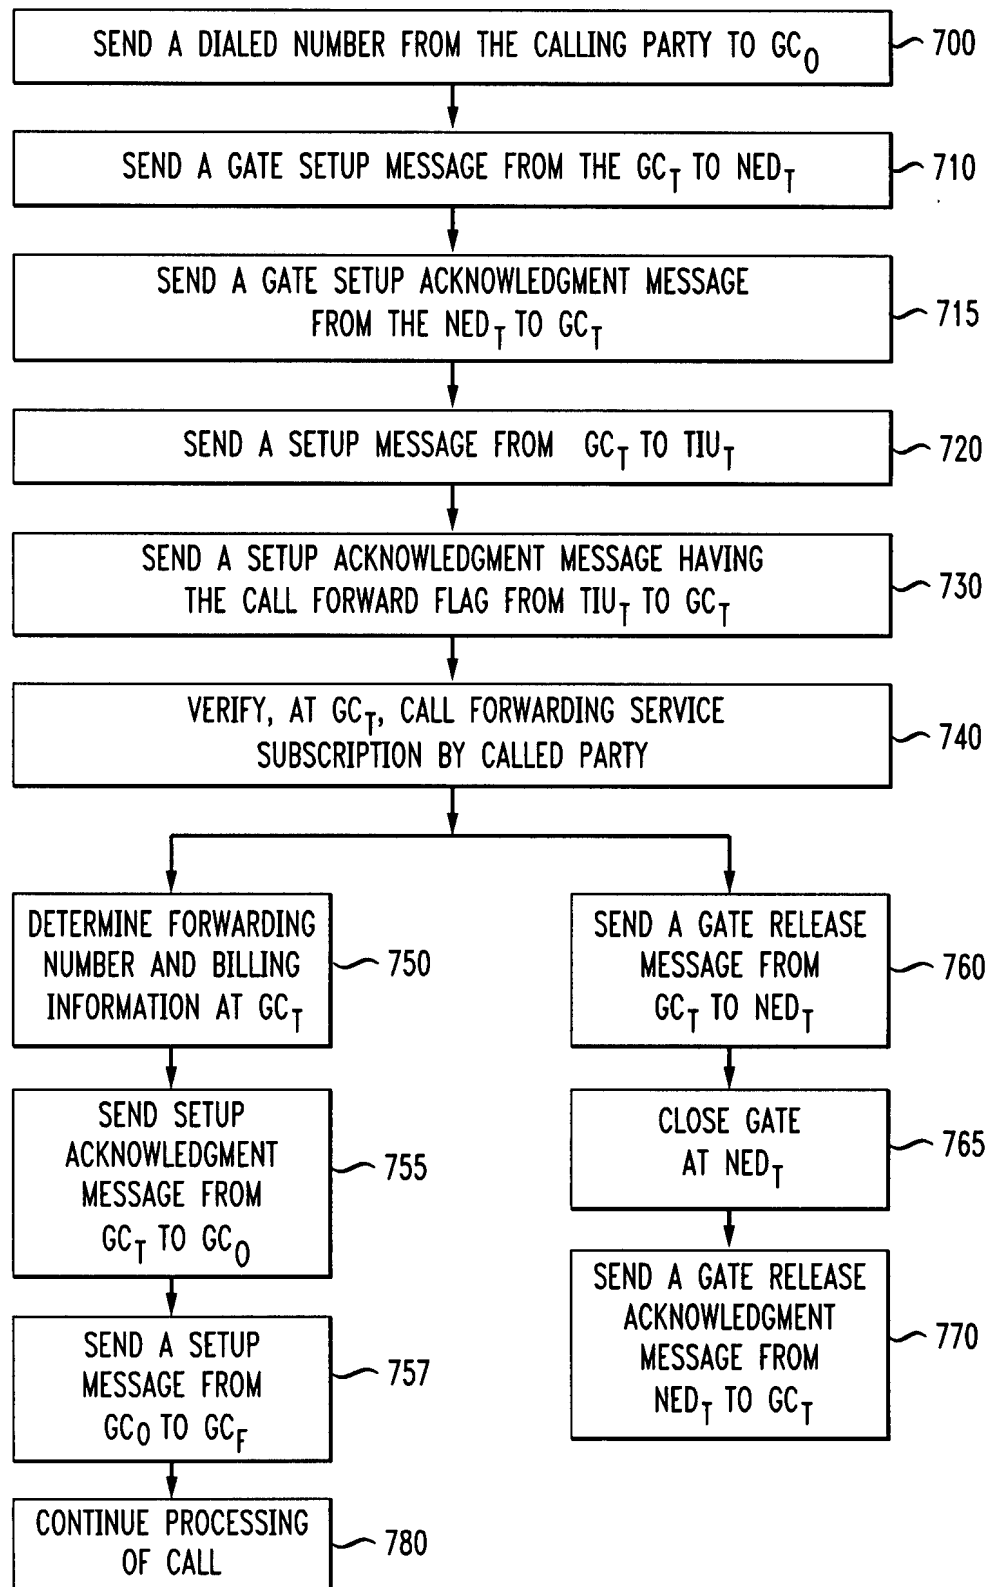 SEND A DIALED NUMBER FROM THE CALLING PARTY TO GCO
700
SEND A GATE SETUP MESSAGE FROM THE GCT TO NEDT
710
SEND A GATE SETUP ACKNOWLEDGMENT MESSAGE
FROM THE NEDT TO GCT
715
SEND A SETUP MESSAGE FROM GCT TO TIUT
720
SEND A SETUP ACKNOWLEDGMENT MESSAGE HAVING
THE CALL FORWARD FLAG FROM TIUT TO GCT
730
VERIFY, AT GCT, CALL FORWARDING SERVICE
SUBSCRIPTION BY CALLED PARTY
740
DETERMINE FORWARDING
NUMBER AND BILLING
INFORMATION AT GCT
750
SEND SETUP
ACKNOWLEDGMENT
MESSAGE FROM
GCT TO GCO
755
SEND A SETUP
MESSAGE FROM
GCO TO GCF
757
CONTINUE PROCESSING
OF CALL
780
SEND A GATE RELEASE
MESSAGE FROM
GCT TO NEDT
760
CLOSE GATE
AT NEDT
765
SEND A GATE RELEASE
ACKNOWLEDGMENT
MESSAGE FROM
NEDT TO GCT
770